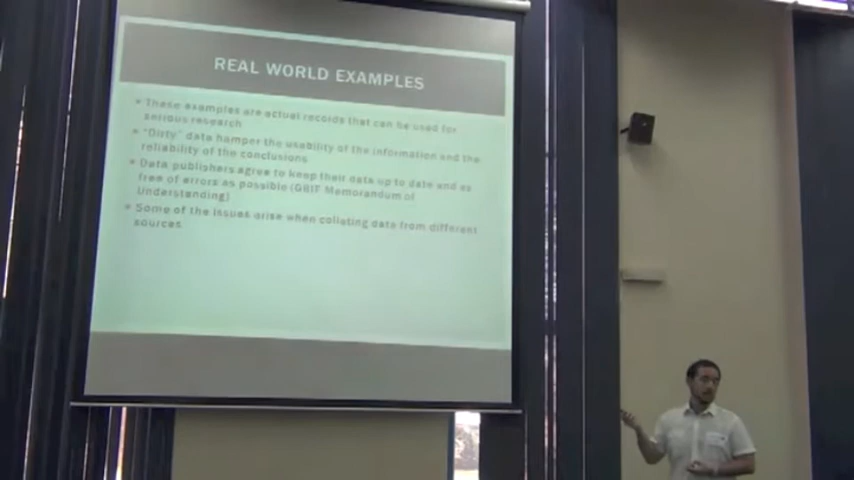 REAL WORLD EXAMPLES
These examples are actual records that can be used for
serious research
"Dirty" data hamper the usability of the information and the
reliability of the conclusions
Data publishers agree to keep their data up to date and as
free of errors as possible (GBIF Memorandum of
Understanding)
Some of the issues arise when collating data from different
sources